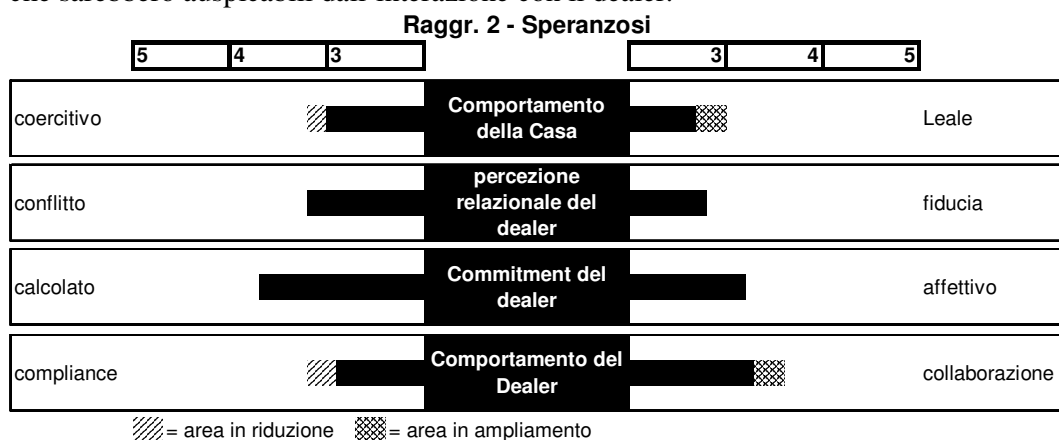 che sarebbero auspicabili dall'interazione con il dealer.
Raggr. 2 - Speranzosi
5 4 3 3 4 5
coercitivo Comportamento della Casa Leale
conflitto percezione relazionale del dealer fiducia
calcolato Commitment del dealer affettivo
compliance Comportamento del Dealer collaborazione
= area in riduzione = area in ampliamento